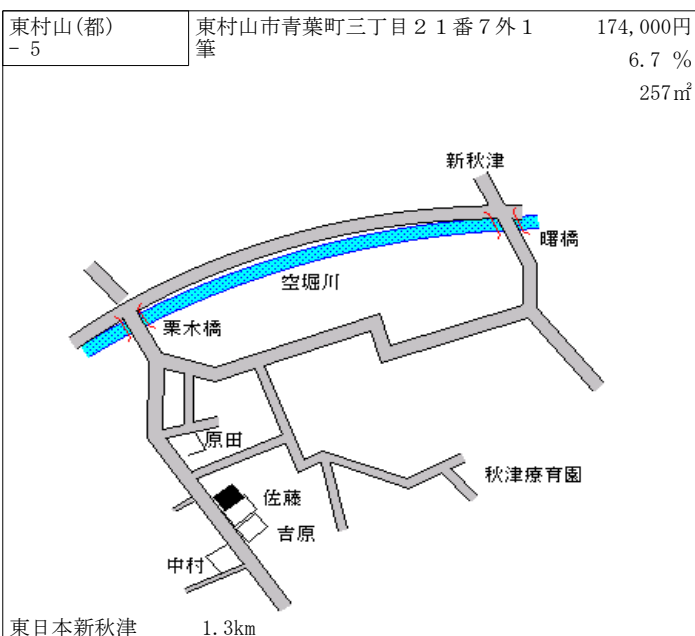 東村山(都)
- 5
東村山市青葉町三丁目２１番７外１
筆
174,000円
6.7 %
257㎡
新秋津
曙橋
空堀川
栗木橋
原田
秋津療育園
佐藤
吉原
中村
東日本新秋津 1.3km